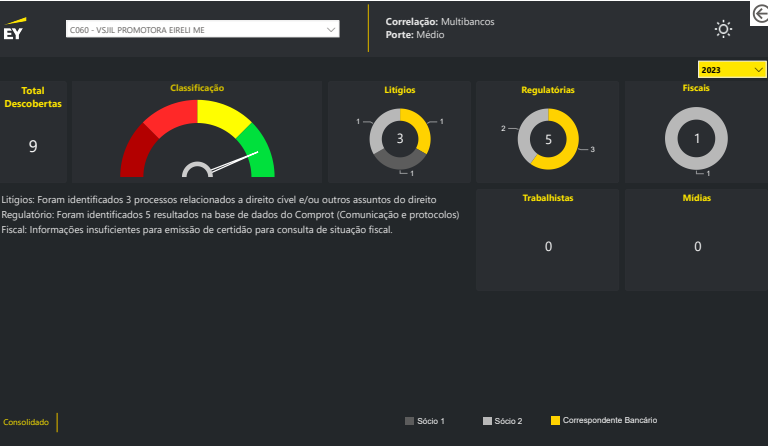 EY
C060 - VSJIL PROMOTORA EIRELI ME
Correlação: Multibancos
Porte: Médio
2023
Total
Descobertas
9
Classificação
Litígios
1
1
3
1
Regulatórias
2
5
3
Fiscais
1
1
Litigios: Foram identificados 3 processos relacionados a direito cível e/ou outros assuntos do direito
Regulatório: Foram identificados 5 resultados na base de dados do Comprot (Comunicação e protocolos)
Fiscal: Informações insuficientes para emissão de certidão para consulta de situação fiscal.
Trabalhistas
0
Mídias
0
Consolidado
Sócio 1
Sócio 2
Correspondente Bancário